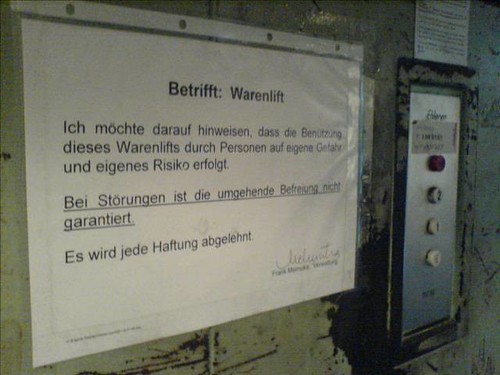 Betrifft: Warenlift
Ich möchte darauf hinweisen, dass die Benützung
dieses Warenlifts durch Personen auf eigene Gefahr
und eigenes Risiko erfolgt.
Bei Störungen ist die umgehende Befreiung nicht
garantiert.
Es wird jede Haftung abgelehnt.
Frank